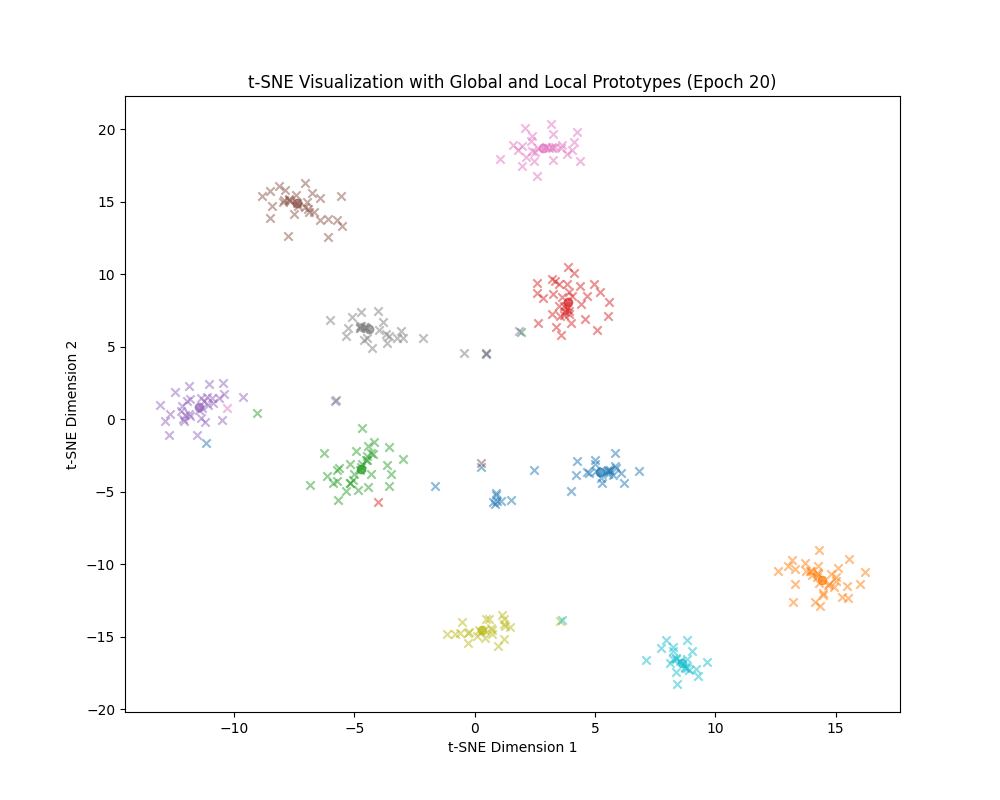 t-SNE Visualization with Global and Local Prototypes (Epoch 20)
20
15
10
5
0
−5
−10
−15
−20
t-SNE Dimension 2
−10 −5 0 5 10 15
t-SNE Dimension 1